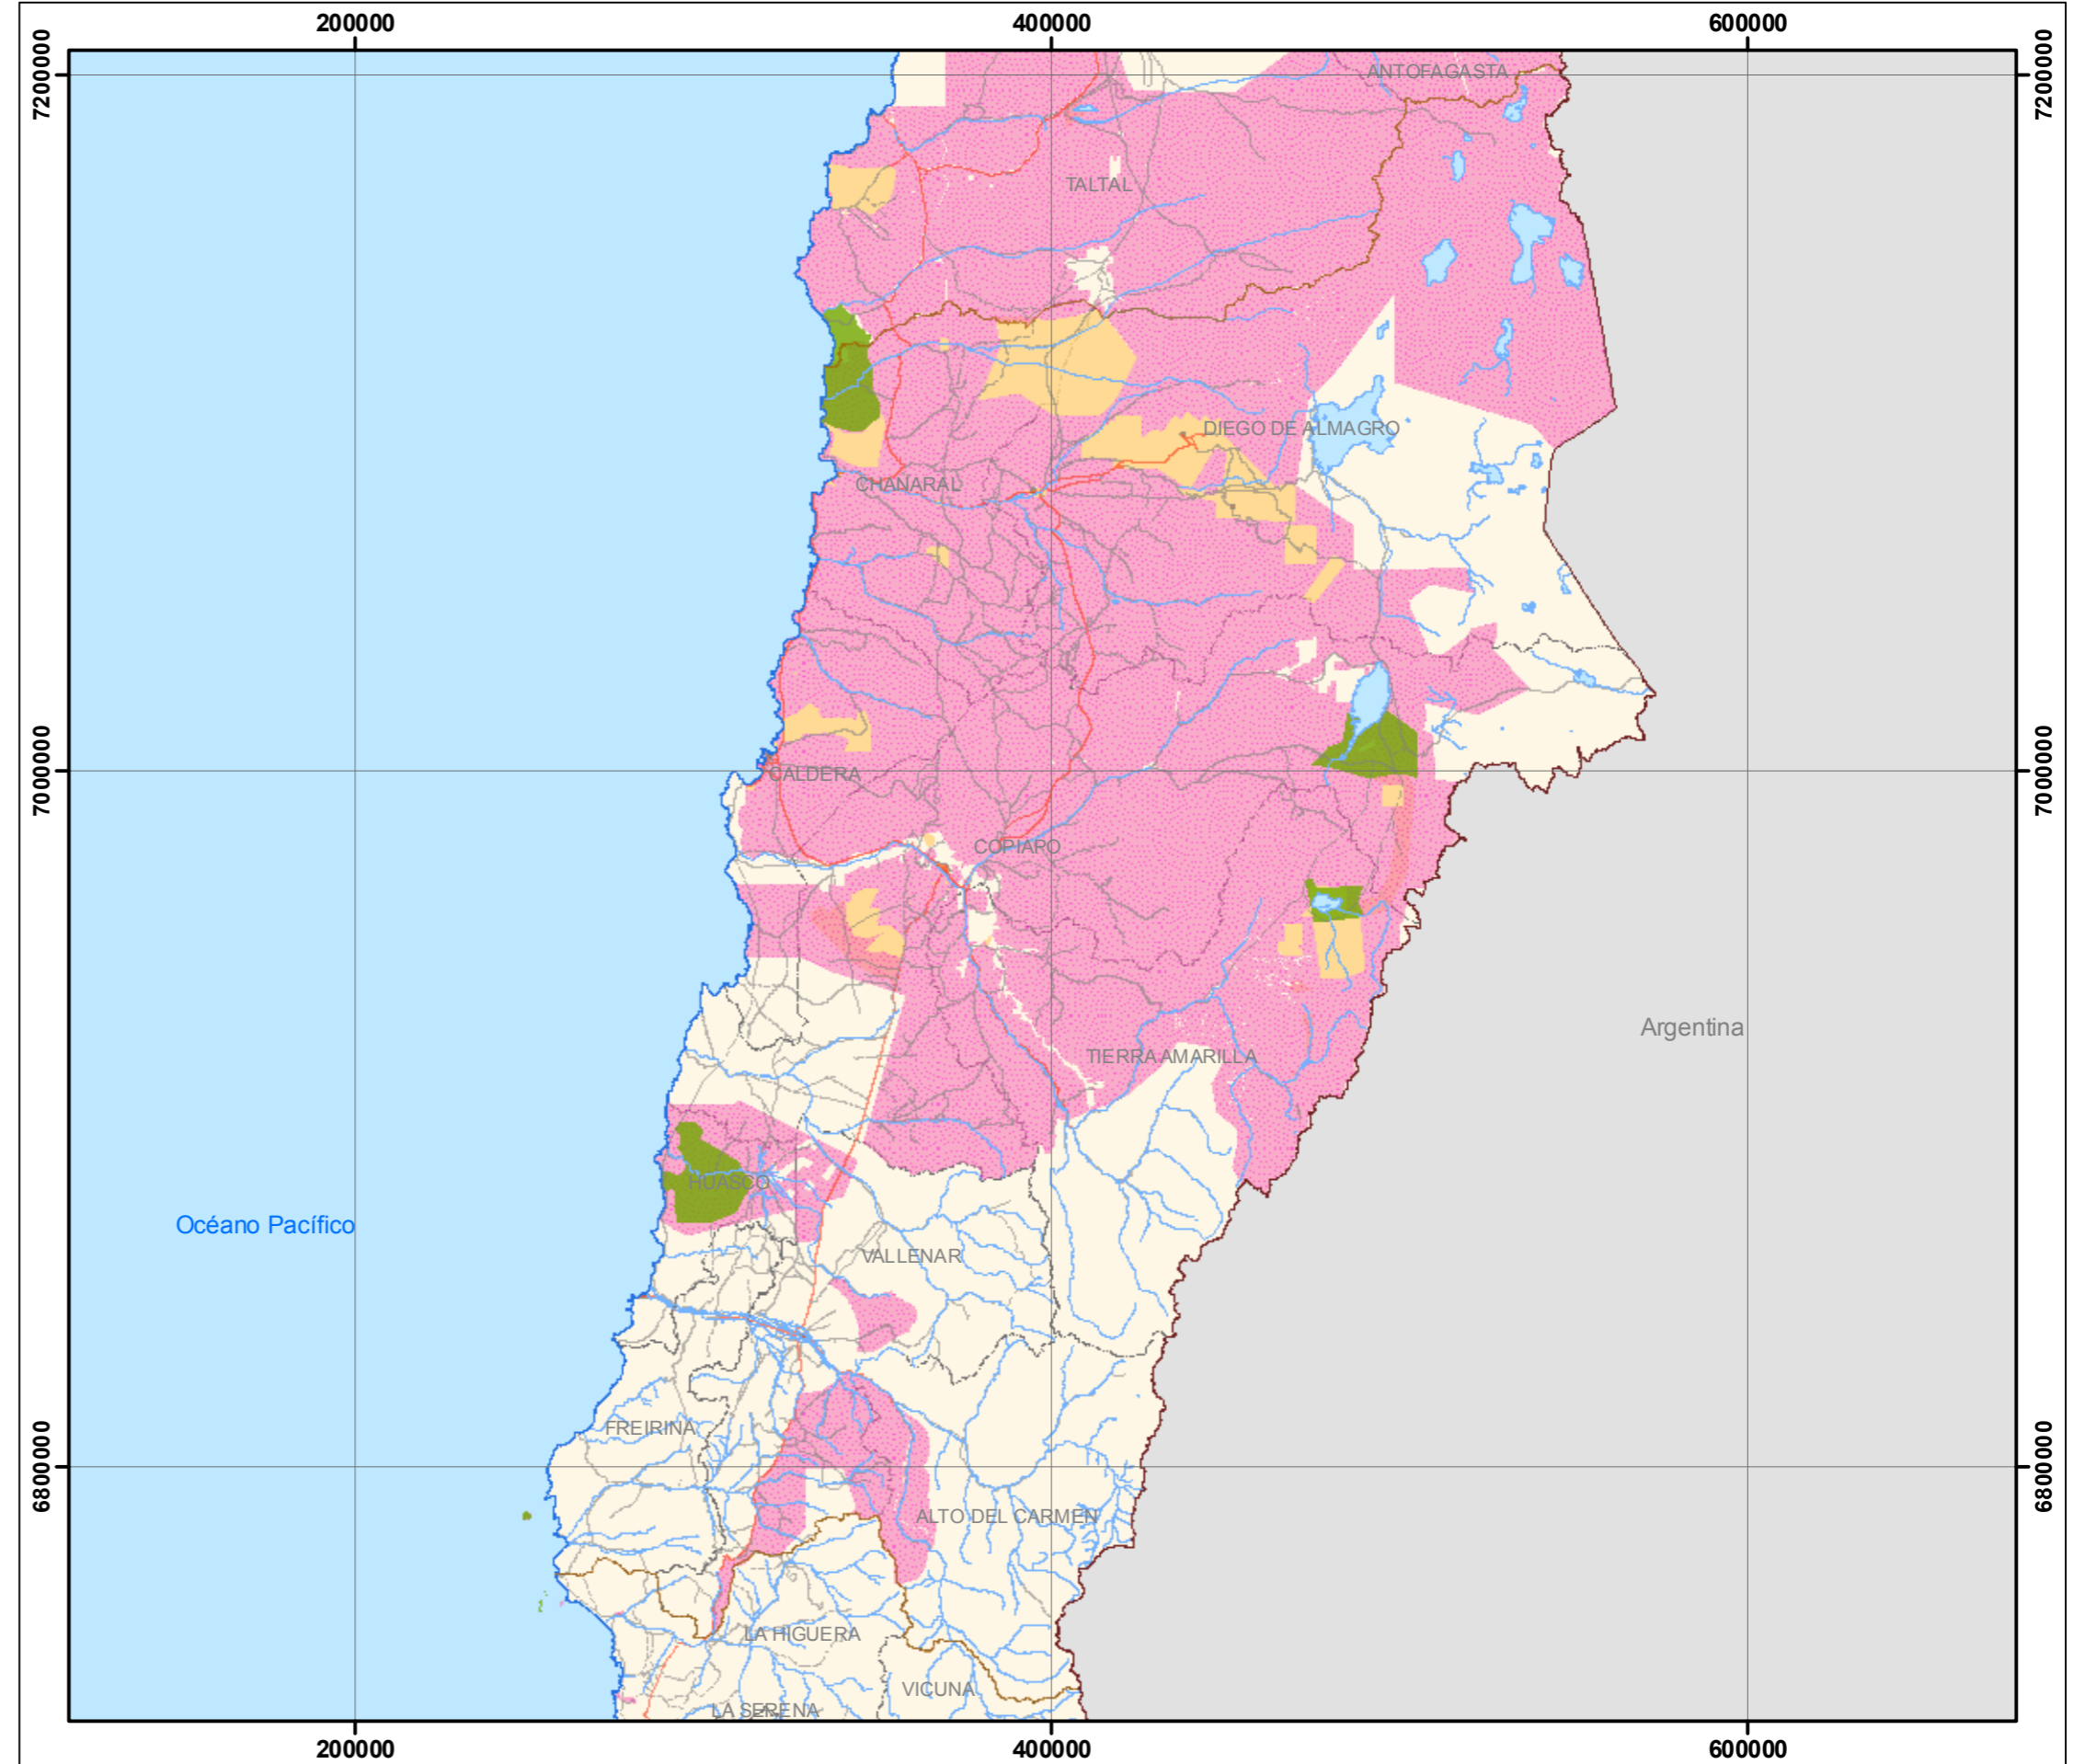 200000
400000
600000
7200000
7200000
ANTOFAGASTA
TALTAL
DIEGO DE ALMAGRO
CHANARAL
7000000
7000000
CALDERA
COPIAPO
Argentina
TIERRA AMARILLA
HUASCO
Océano Pacífico
VALLENAR
FREIRINA
6800000
6800000
ALTO DEL CARMEN
LA HIGUERA
VICUNA
LA SERENA
200000
400000
600000